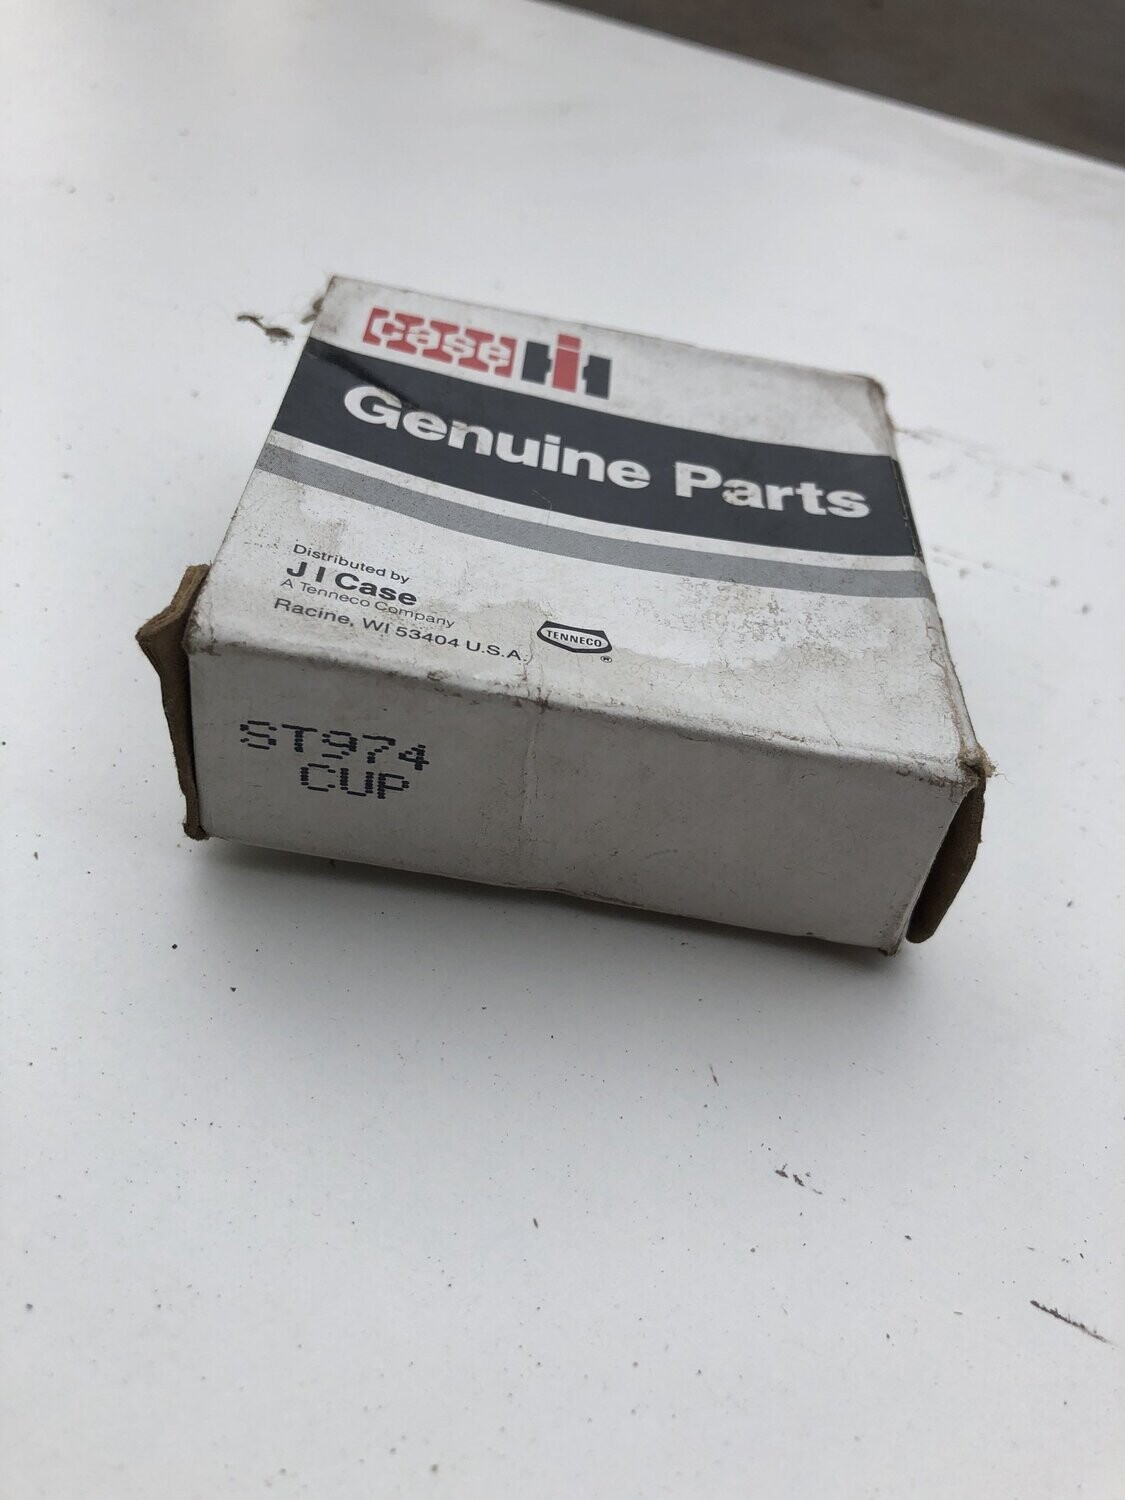 case IH
Genuine Parts
Distributed by
J I Case
A Tenneco Company
Racine, WI 53404 U.S.A.
TENNECO
®
ST974
CUP